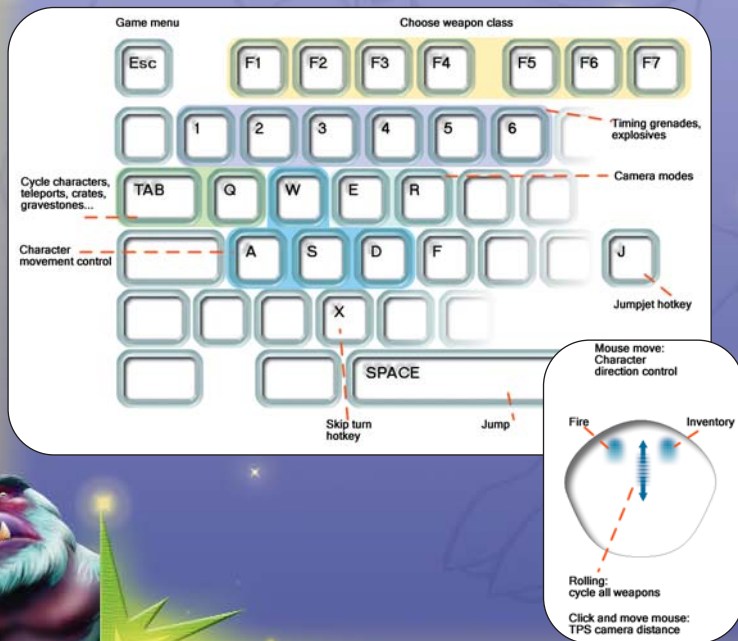 Game menu
Choose weapon class
Esc
F1
F2
F3
F4
F5
F6
F7
1
2
3
4
5
6
Timing grenades,
explosives
Cycle characters,
teleports, crates,
gravestones...
TAB
Q
W
E
R
Camera modes
Character
movement control
A
S
D
F
J
Jumpjet hotkey
X
SPACE
Skip turn
hotkey
Jump
Mouse move:
Character
direction control
Fire
Inventory
Rolling:
cycle all weapons
Click and move mouse:
TPS camera distance